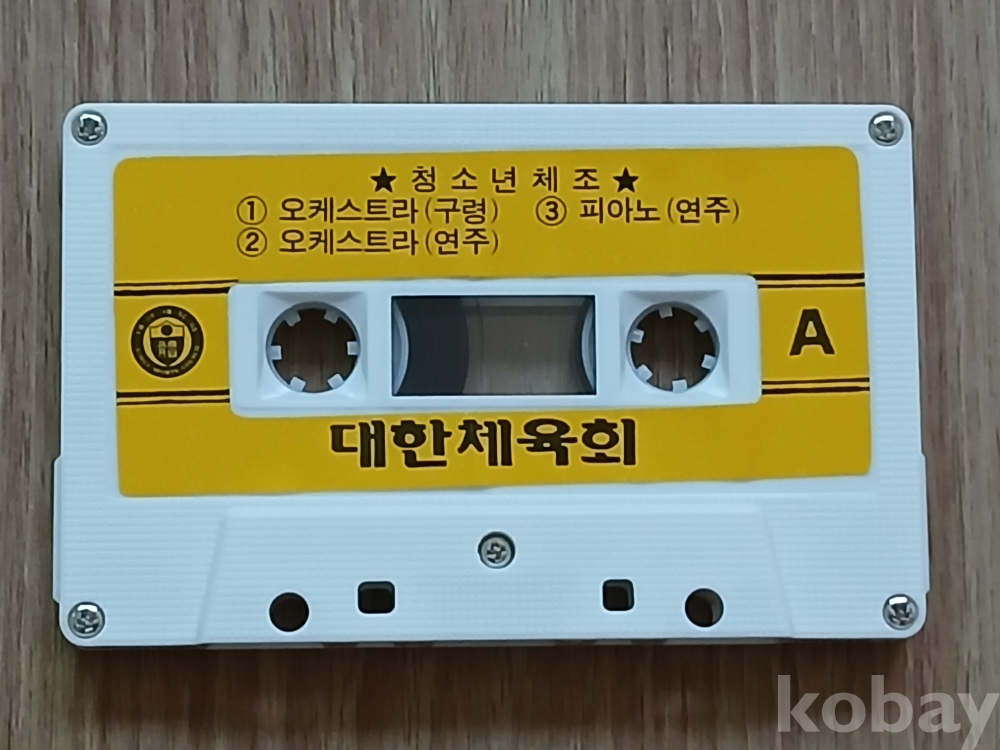 ★ 청소년체조 ★
① 오케스트라(구령) ③ 피아노(연주)
② 오케스트라(연주)
A
대한체육회
kobay